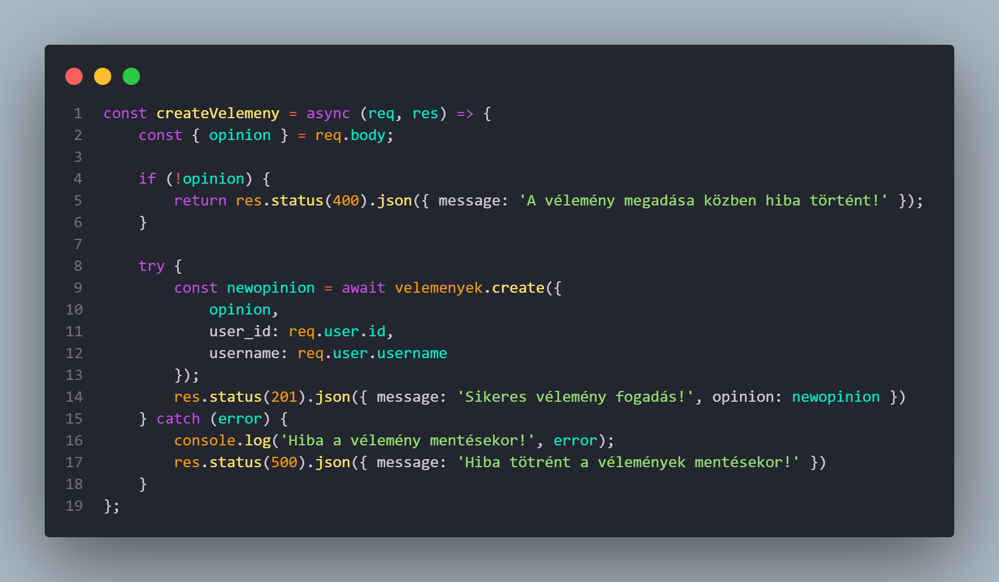 1 const createVelemeny = async (req, res) => {
2     const { opinion } = req.body;
3
4     if (!opinion) {
5         return res.status(400).json({ message: 'A vélemény megadása közben hiba történt!' });
6     }
7
8     try {
9         const newopinion = await velemenyek.create({
10             opinion,
11             user_id: req.user.id,
12             username: req.user.username
13         });
14         res.status(201).json({ message: 'Sikeres vélemény fogadás!', opinion: newopinion })
15     } catch (error) {
16         console.log('Hiba a vélemény mentésekor!', error);
17         res.status(500).json({ message: 'Hiba tötrént a vélemények mentésekor!' })
18     }
19 };